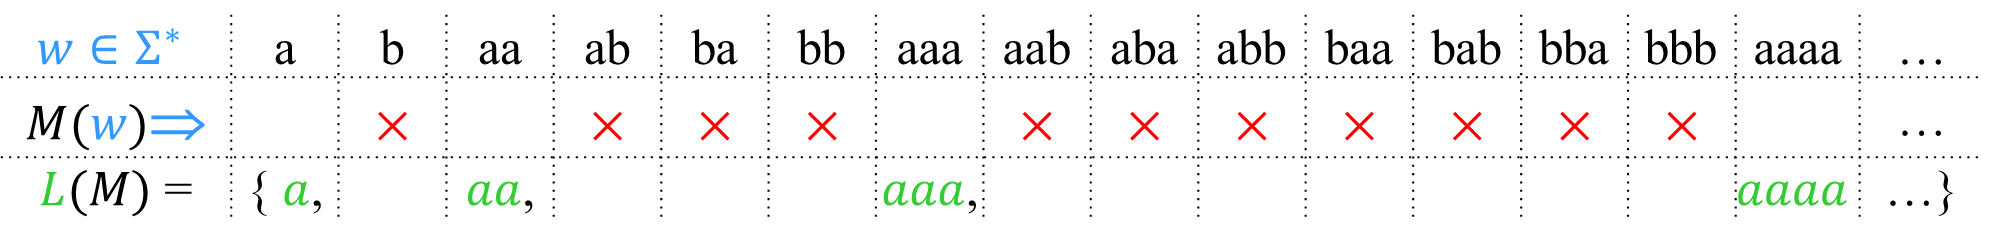 w ∈ Σ* a b aa ab ba bb aaa aab aba abb baa bab bba bbb aaaa …
M(w)⇒ × × × × × × × × × × × …
L(M) = { a, aa, aaa, aaaa …}